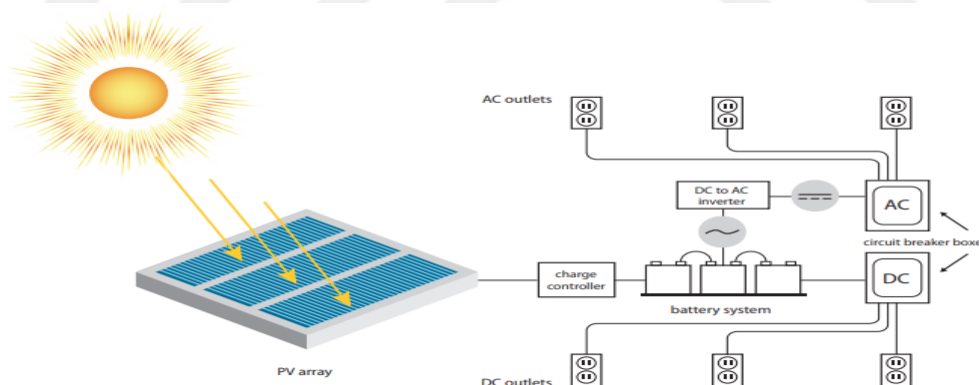 AC outlets
DC to AC
inverter
AC
circuit breaker boxe
charge
controller
DC
battery system
PV array
DC outlets